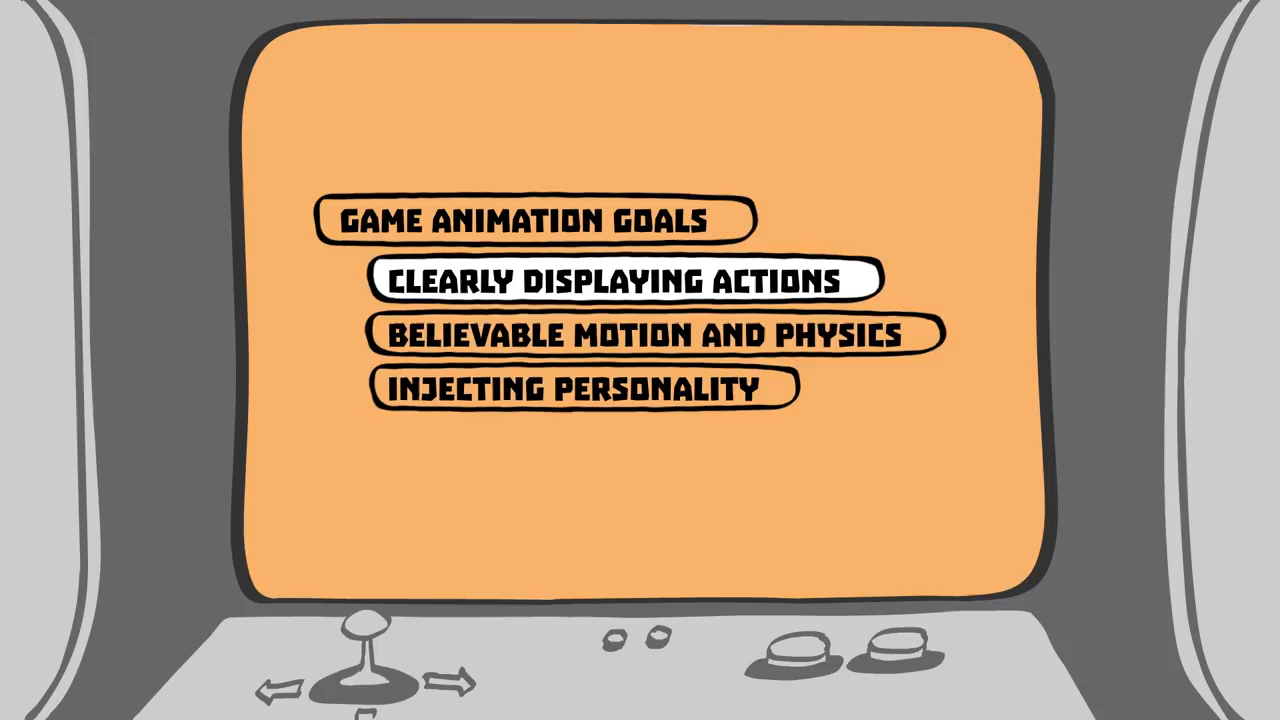 GAME ANIMATION GOALS
CLEARLY DISPLAYING ACTIONS
BELIEVABLE MOTION AND PHYSICS
INJECTING PERSONALITY